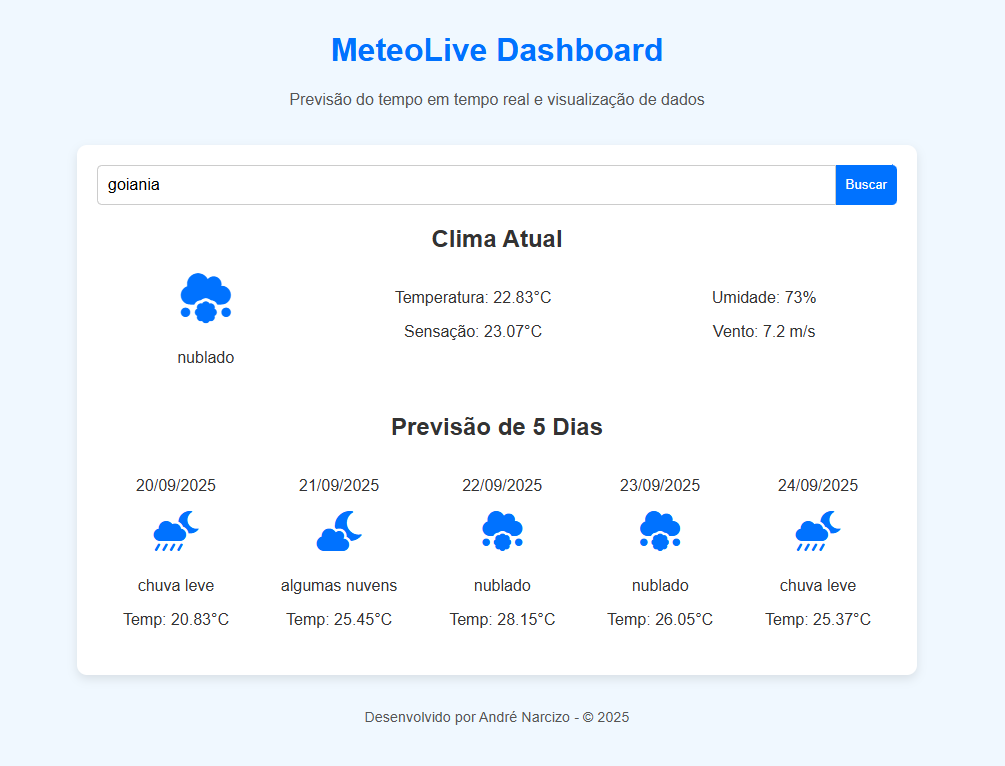 MeteoLive Dashboard
Previsão do tempo em tempo real e visualização de dados
goiania
Buscar
Clima Atual
nublado
Temperatura: 22.83°C
Sensação: 23.07°C
Umidade: 73%
Vento: 7.2 m/s
Previsão de 5 Dias
20/09/2025
chuva leve
Temp: 20.83°C
21/09/2025
algumas nuvens
Temp: 25.45°C
22/09/2025
nublado
Temp: 28.15°C
23/09/2025
nublado
Temp: 26.05°C
24/09/2025
chuva leve
Temp: 25.37°C
Desenvolvido por André Narcizo - © 2025